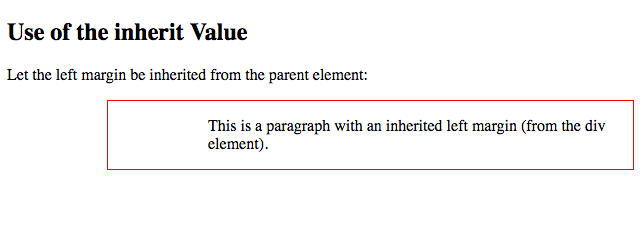 Use of the inherit Value
Let the left margin be inherited from the parent element:
This is a paragraph with an inherited left margin (from the div
element).